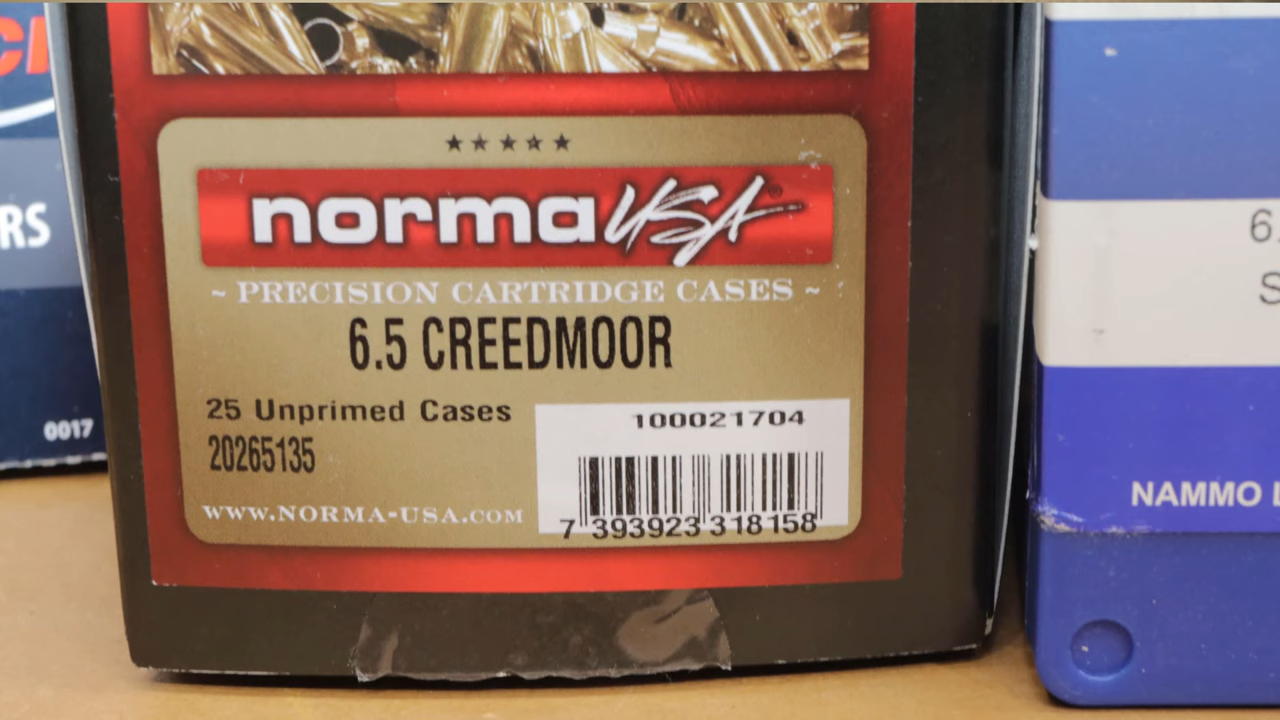 norma USA®
~ PRECISION CARTRIDGE CASES ~
6.5 CREEDMOOR
25 Unprimed Cases
20265135
WWW.NORMA-USA.COM
100021704
7 393923 318158
RS
0017
6.
S
NAMMO